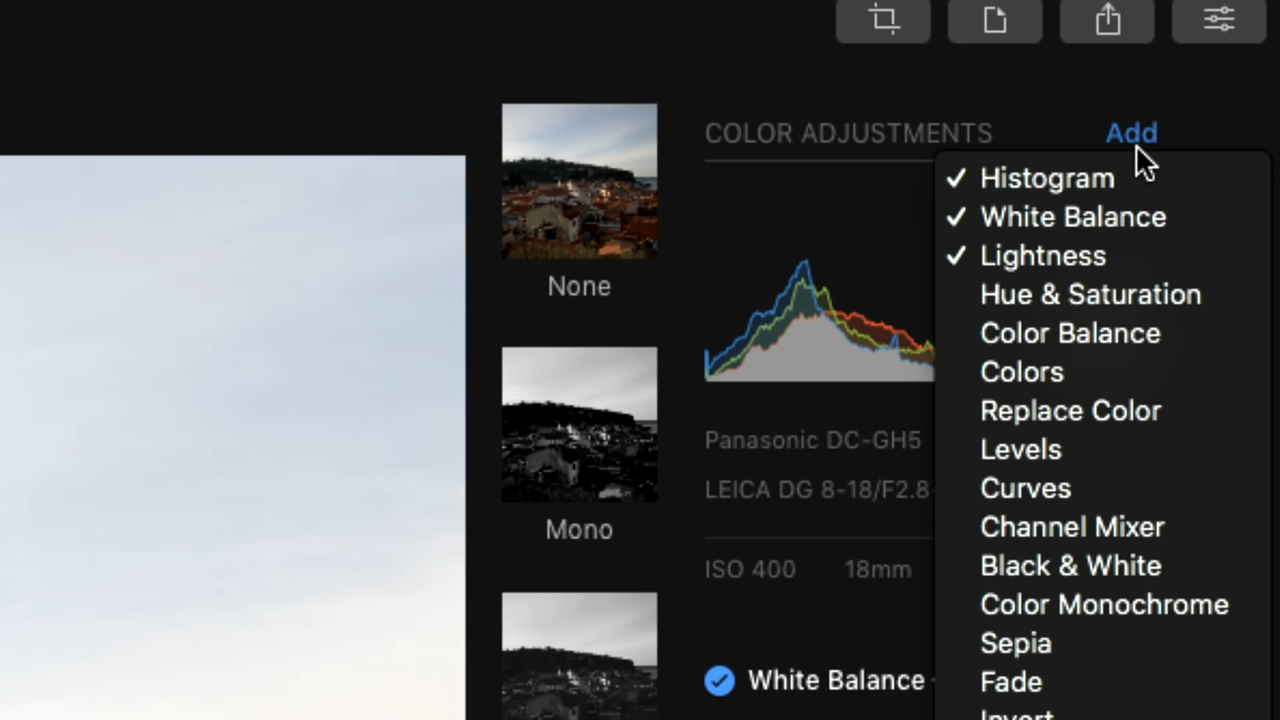 COLOR ADJUSTMENTS
Add
Histogram
White Balance
Lightness
Hue & Saturation
Color Balance
Colors
Replace Color
Levels
Curves
Channel Mixer
Black & White
Color Monochrome
Sepia
Fade
Invert
None
Mono
Panasonic DC-GH5
LEICA DG 8-18/F2.8-
ISO 400
18mm
White Balance